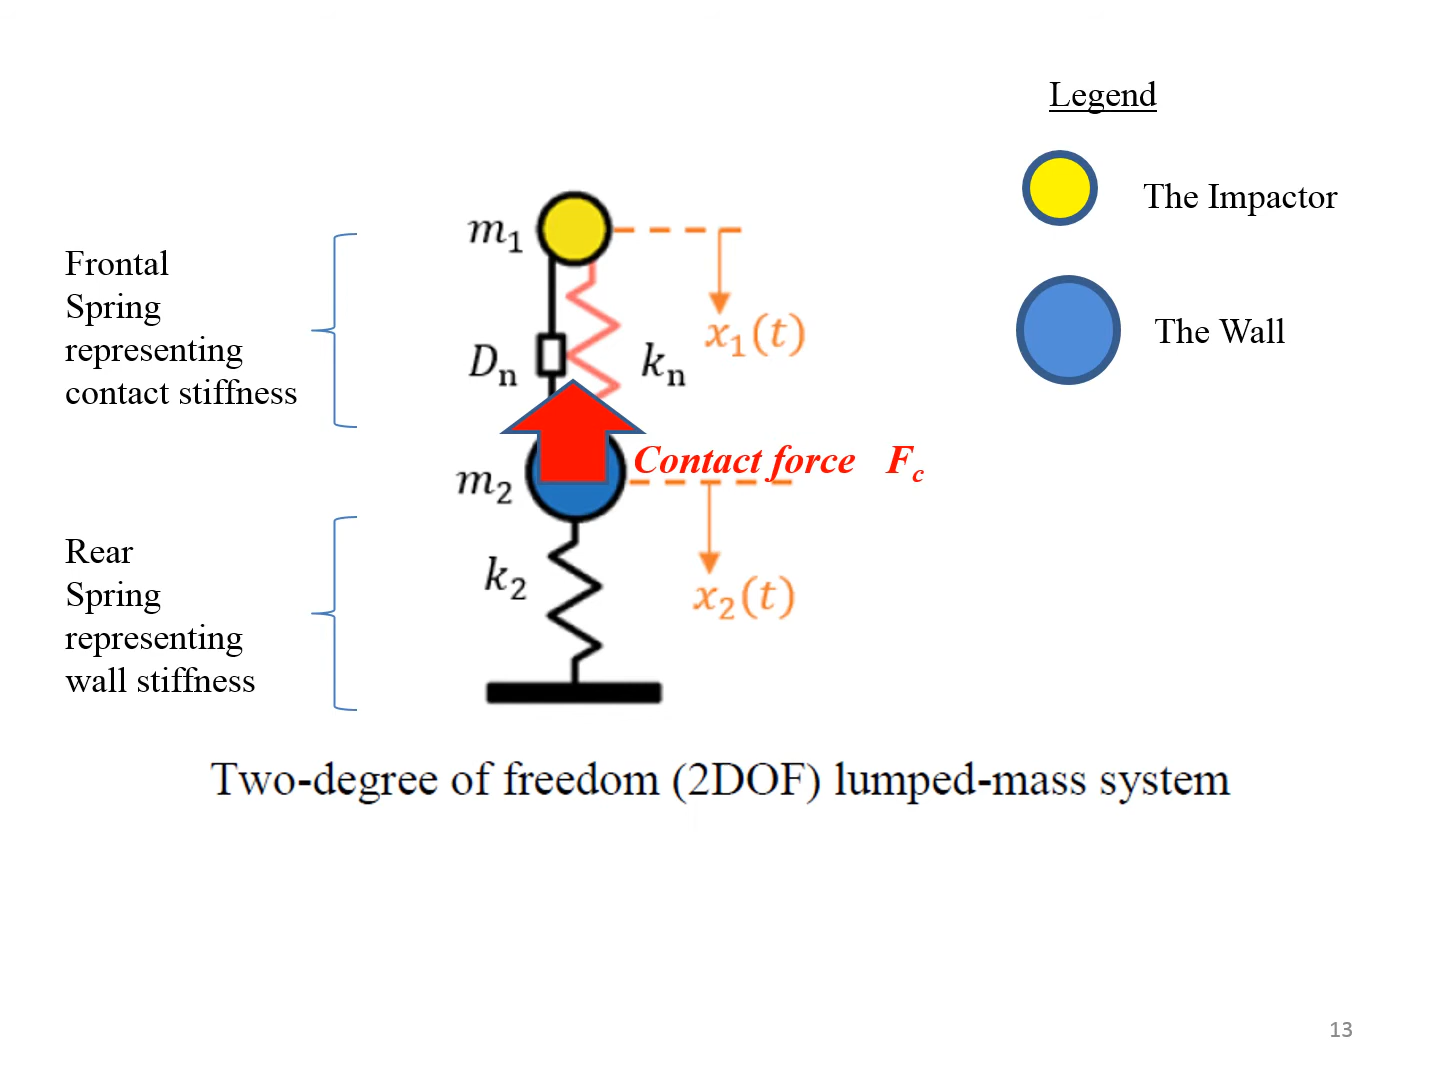 Legend
The Impactor
The Wall
Frontal
Spring
representing
contact stiffness
m₁
x₁(t)
Dₙ
kₙ
Contact force F_c
m₂
Rear
Spring
representing
wall stiffness
k₂
x₂(t)
Two-degree of freedom (2DOF) lumped-mass system
13